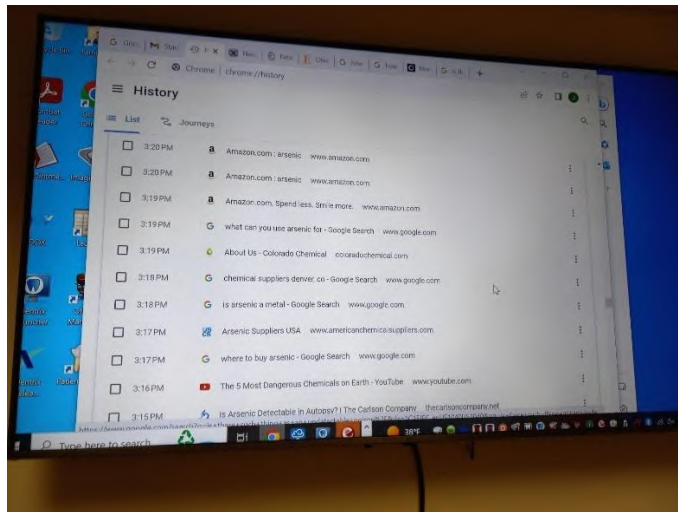 Chrome | chrome://history
History
List Journeys
3:20 PM a Amazon.com : arsenic www.amazon.com
3:20 PM a Amazon.com : arsenic www.amazon.com
3:19 PM a Amazon.com. Spend less. Smile more. www.amazon.com
3:19 PM G what can you use arsenic for - Google Search www.google.com
3:19 PM About Us - Colorado Chemical coloradochemical.com
3:18 PM G chemical suppliers denver co - Google Search www.google.com
3:18 PM G is arsenic a metal - Google Search www.google.com
3:17 PM Arsenic Suppliers USA www.americanchemicalsuppliers.com
3:17 PM G where to buy arsenic - Google Search www.google.com
3:16 PM The 5 Most Dangerous Chemicals on Earth - YouTube www.youtube.com
3:15 PM Is Arsenic Detectable in Autopsy? | The Carlson Company thecarlsoncompany.net
Type here to search 38°F